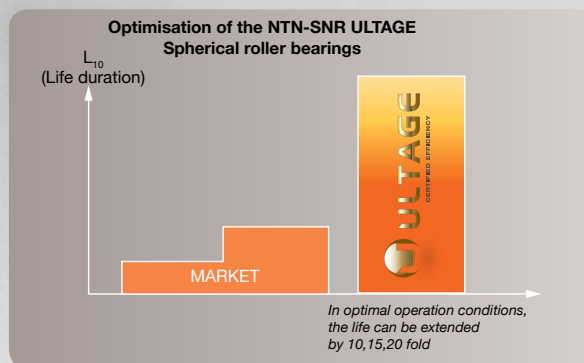 Optimisation of the NTN-SNR ULTAGE
Spherical roller bearings
L10
(Life duration)
MARKET
ULTAGE
CERTIFIED EFFICIENCY
In optimal operation conditions,
the life can be extended
by 10,15,20 fold